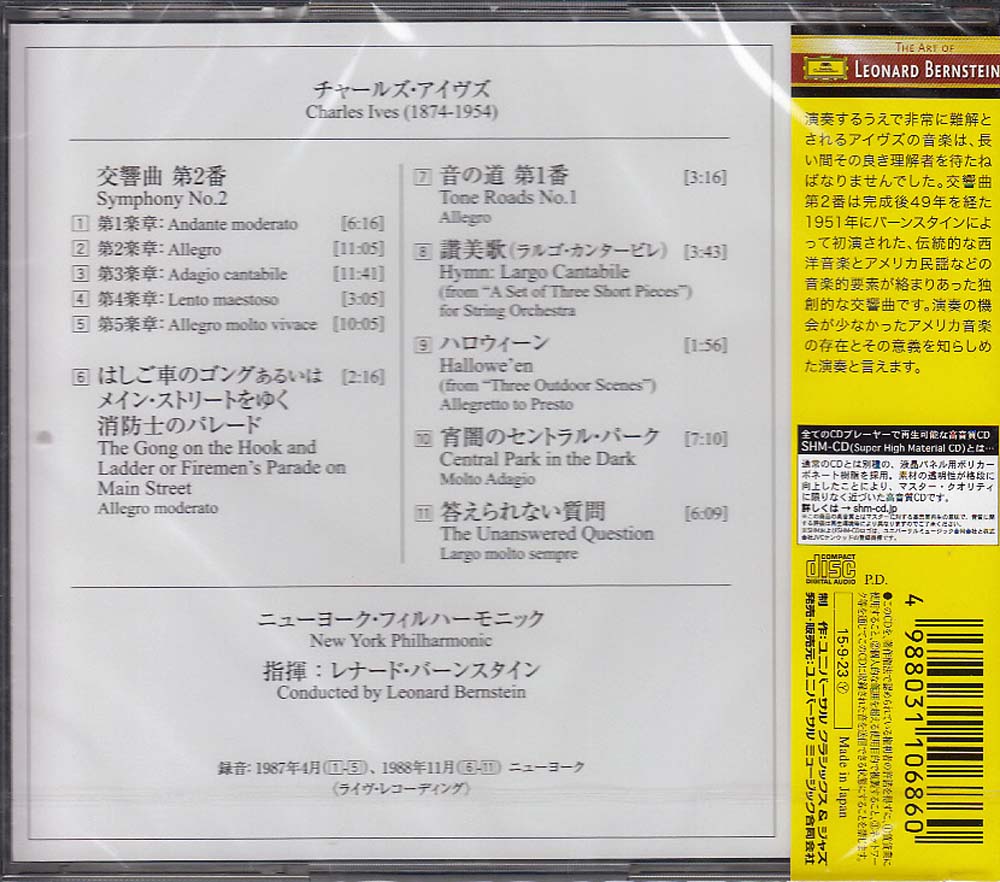 チャールズ・アイヴズ
Charles Ives (1874-1954)
交響曲 第2番
Symphony No.2
1 第1楽章: Andante moderato [6:16]
2 第2楽章: Allegro [11:05]
3 第3楽章: Adagio cantabile [11:41]
4 第4楽章: Lento maestoso [3:05]
5 第5楽章: Allegro molto vivace [10:05]
6 はしご車のゴングあるいは [2:16]
メイン・ストリートをゆく
消防士のパレード
The Gong on the Hook and
Ladder or Firemen's Parade on
Main Street
Allegro moderato
7 音の道 第1番 [3:16]
Tone Roads No.1
Allegro
8 讃美歌（ラルゴ・カンタービレ） [3:43]
Hymn: Largo Cantabile
(from “A Set of Three Short Pieces”)
for String Orchestra
9 ハロウィーン [1:56]
Hallowe'en
(from “Three Outdoor Scenes”)
Allegretto to Presto
10 宵闇のセントラル・パーク [7:10]
Central Park in the Dark
Molto Adagio
11 答えられない質問 [6:09]
The Unanswered Question
Largo molto sempre
ニューヨーク・フィルハーモニック
New York Philharmonic
指揮：レナード・バーンスタイン
Conducted by Leonard Bernstein
録音: 1987年4月(1-5)、1988年11月(6-11) ニューヨーク
《ライヴ・レコーディング》
THE ART OF
LEONARD BERNSTEIN
演奏するうえで非常に難解と
されるアイヴズの音楽は、長
い間その良き理解者を待たね
ばなりませんでした。交響曲
第2番は完成後49年を経た
1951年にバーンスタインによ
って初演された、伝統的な西
洋音楽とアメリカ民謡などの
音楽的要素が絡まりあった独
創的な交響曲です。演奏の機
会が少なかったアメリカ音楽
の存在とその意義を知らしめ
た演奏と言えます。
全てのCDプレーヤーで再生可能な高音質CD
SHM-CD(Super High Material CD)とは…
通常のCDとは別種の、液晶パネル用ポリカー
ボネート樹脂を採用。素材の透明性が格段に
向上したことにより、マスター・クオリティ
に限りなく近づいた高音質CDです。
詳しくは→shm-cd.jp
COMPACT
disc
DIGITAL AUDIO
P.D.
15・9・23 Ⓨ
Made in Japan
制作：ユニバーサル クラシックス & ジャズ
発売・販売元：ユニバーサル ミュージック合同会社
4 988031 106860